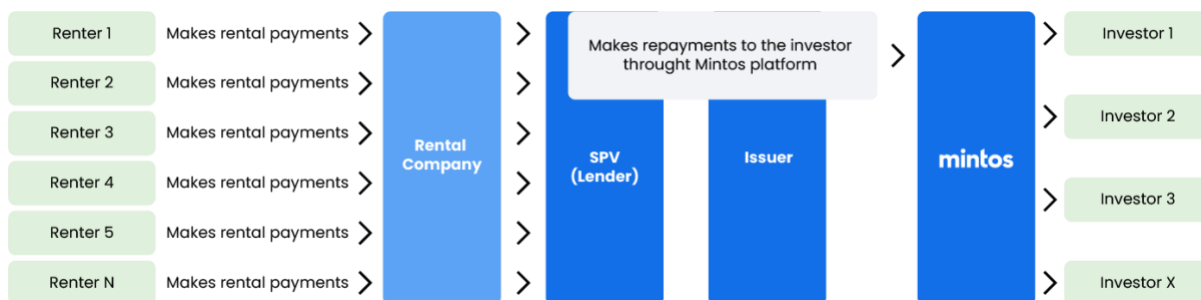 Renter 1
Makes rental payments
Renter 2
Makes rental payments
Renter 3
Makes rental payments
Renter 4
Makes rental payments
Renter 5
Makes rental payments
Renter N
Makes rental payments
Rental
Company
SPV
(Lender)
Makes repayments to the investor
throught Mintos platform
Issuer
mintos
Investor 1
Investor 2
Investor 3
Investor X